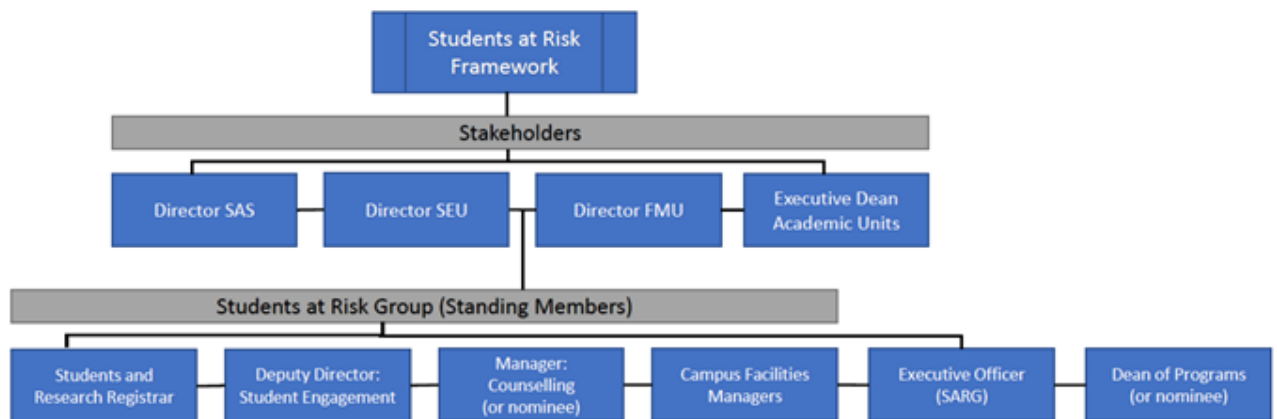 Students at Risk
Framework
Stakeholders
Director SAS
Director SEU
Director FMU
Executive Dean
Academic Units
Students at Risk Group (Standing Members)
Students and
Research Registrar
Deputy Director:
Student Engagement
Manager:
Counselling
(or nominee)
Campus Facilities
Managers
Executive Officer
(SARG)
Dean of Programs
(or nominee)